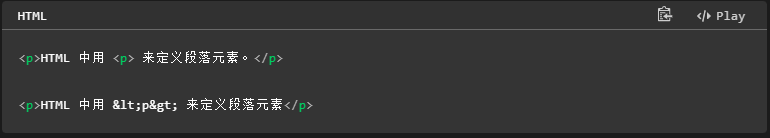 HTML
</> Play
<p>HTML 中用 <p> 来定义段落元素。</p>
<p>HTML 中用 &lt;p&gt; 来定义段落元素</p>